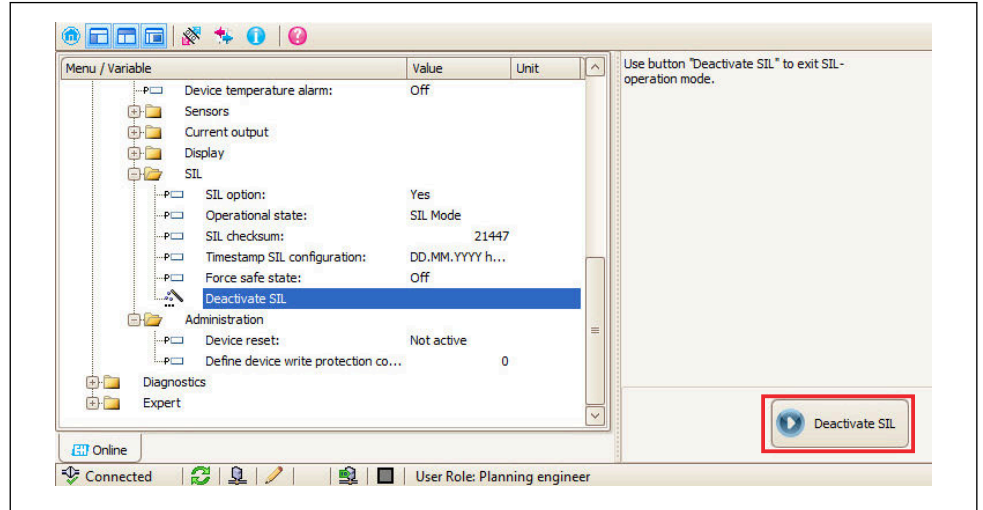 Menu / Variable Value Unit
Device temperature alarm: Off
Sensors
Current output
Display
SIL
SIL option: Yes
Operational state: SIL Mode
SIL checksum: 21447
Timestamp SIL configuration: DD.MM.YYYY h...
Force safe state: Off
Deactivate SIL
Administration
Device reset: Not active
Define device write protection co... 0
Diagnostics
Expert
Use button "Deactivate SIL" to exit SIL-
operation mode.
Deactivate SIL
Online
Connected User Role: Planning engineer